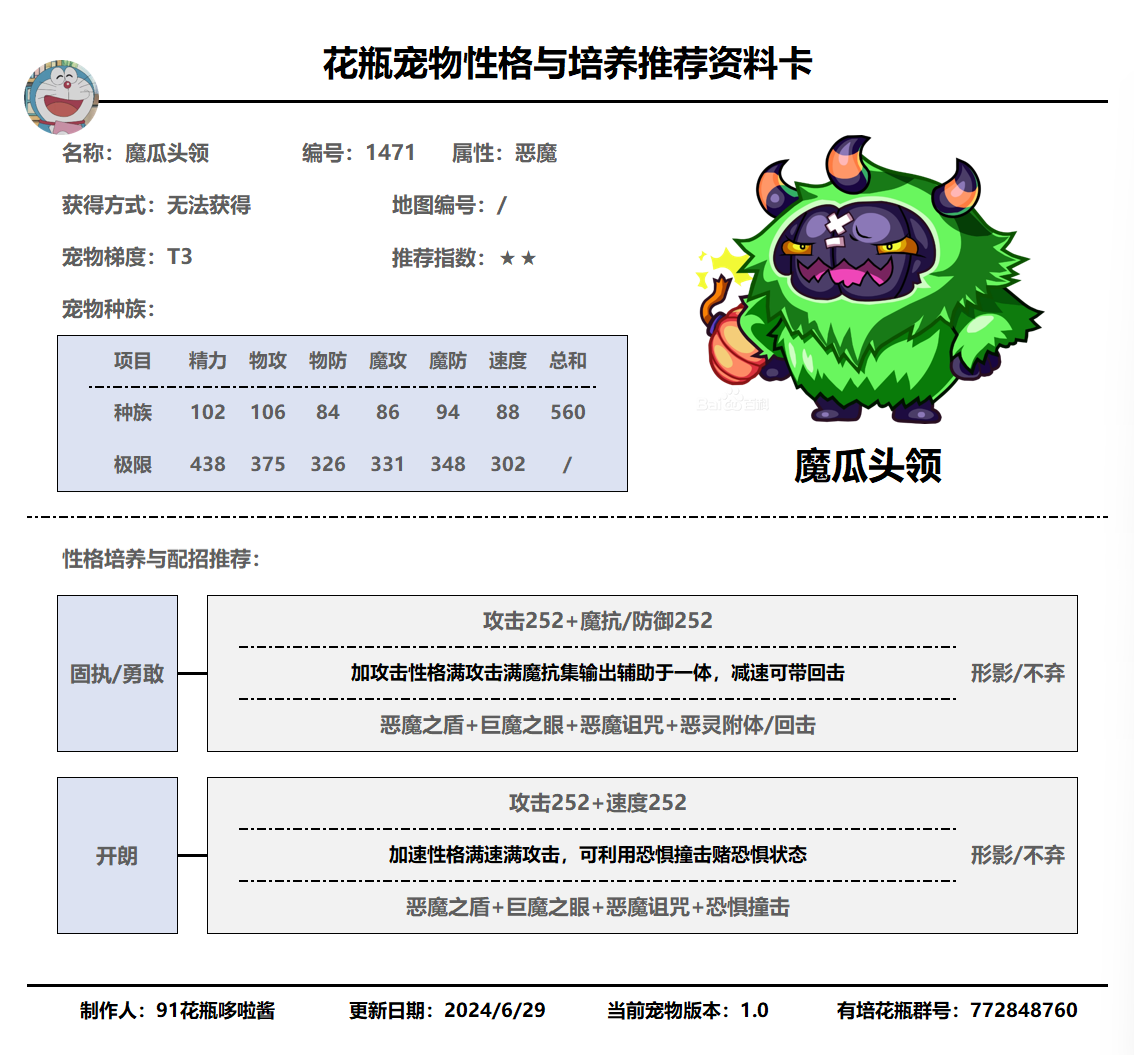 花瓶宠物性格与培养推荐资料卡
名称：魔瓜头领 编号：1471 属性：恶魔
获得方式：无法获得 地图编号：/
宠物梯度：T3 推荐指数：★★
宠物种族：
项目 精力 物攻 物防 魔攻 魔防 速度 总和
种族 102 106 84 86 94 88 560
极限 438 375 326 331 348 302 /
Baidu百科
魔瓜头领
性格培养与配招推荐：
固执/勇敢
攻击252+魔抗/防御252
加攻击性格满攻击满魔抗集输出辅助于一体，减速可带回击
恶魔之盾+巨魔之眼+恶魔诅咒+恶灵附体/回击
形影/不弃
开朗
攻击252+速度252
加速性格满速满攻击，可利用恐惧撞击赌恐惧状态
恶魔之盾+巨魔之眼+恶魔诅咒+恐惧撞击
形影/不弃
制作人：91花瓶哆啦酱 更新日期：2024/6/29 当前宠物版本：1.0 有培花瓶群号：772848760